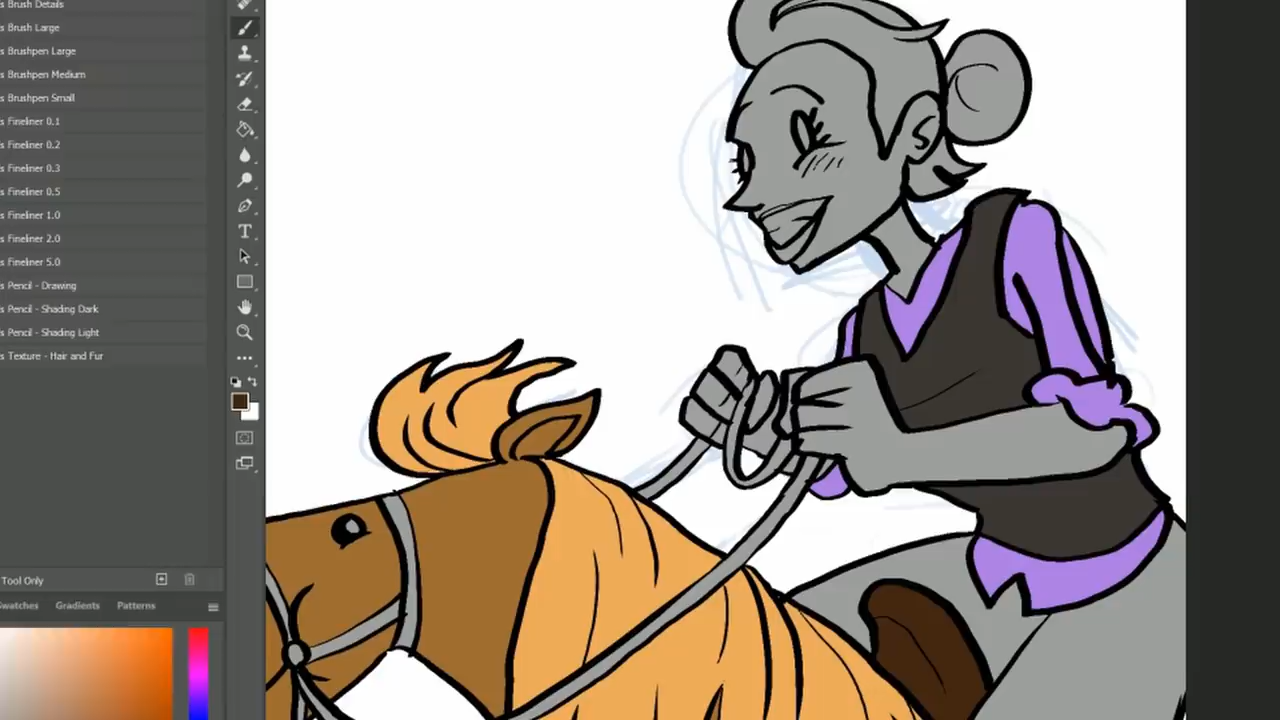 s Brush Details
s Brush Large
s Brushpen Large
s Brushpen Medium
s Brushpen Small
s Fineliner 0.1
s Fineliner 0.2
s Fineliner 0.3
s Fineliner 0.5
s Fineliner 1.0
s Fineliner 2.0
s Fineliner 5.0
s Pencil - Drawing
s Pencil - Shading Dark
s Pencil - Shading Light
s Texture - Hair and Fur
Tool Only
Swatches Gradients Patterns